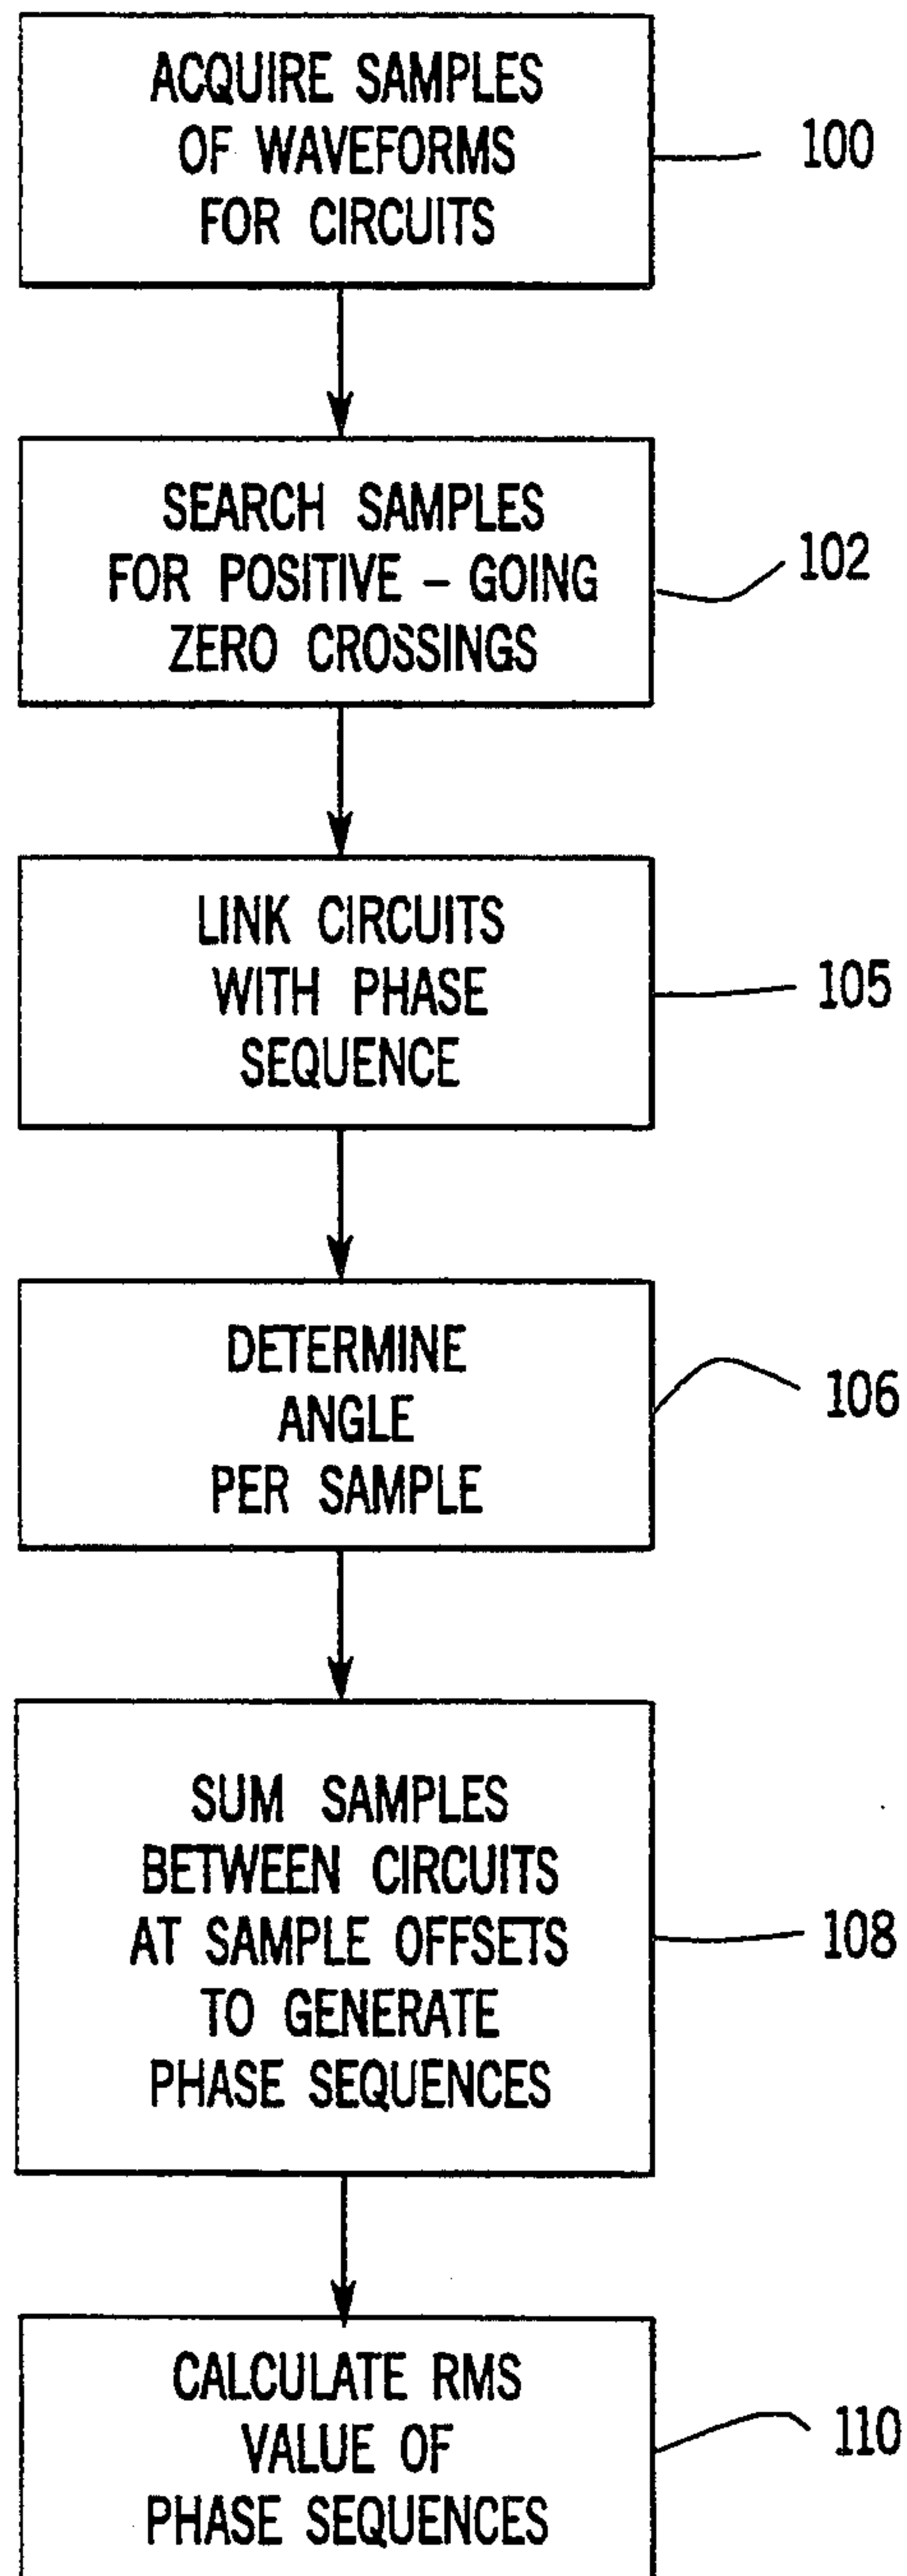 ACQUIRE SAMPLES
OF WAVEFORMS
FOR CIRCUITS
100
SEARCH SAMPLES
FOR POSITIVE – GOING
ZERO CROSSINGS
102
LINK CIRCUITS
WITH PHASE
SEQUENCE
105
DETERMINE
ANGLE
PER SAMPLE
106
SUM SAMPLES
BETWEEN CIRCUITS
AT SAMPLE OFFSETS
TO GENERATE
PHASE SEQUENCES
108
CALCULATE RMS
VALUE OF
PHASE SEQUENCES
110